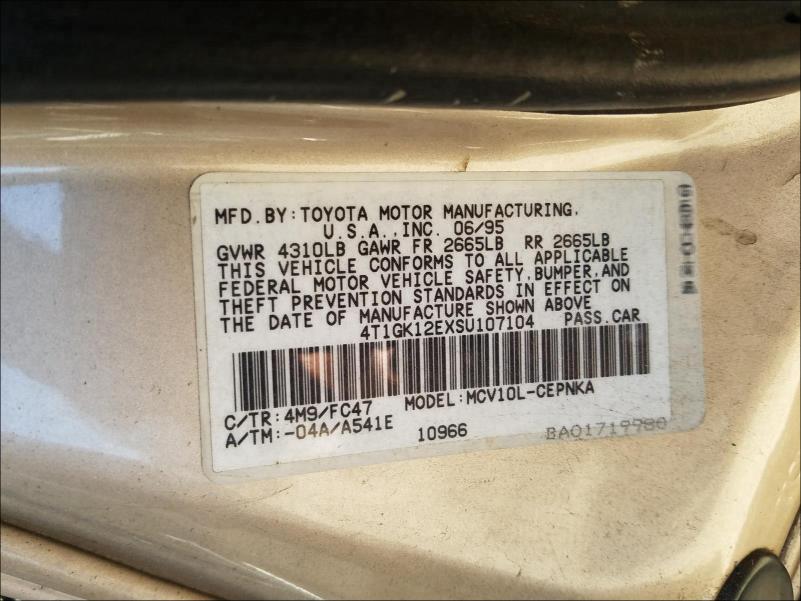 MFD.BY:TOYOTA MOTOR MANUFACTURING,
U.S.A.,INC. 06/95
GVWR 4310LB GAWR FR 2665LB RR 2665LB
THIS VEHICLE CONFORMS TO ALL APPLICABLE
FEDERAL MOTOR VEHICLE SAFETY,BUMPER,AND
THEFT PREVENTION STANDARDS IN EFFECT ON
THE DATE OF MANUFACTURE SHOWN ABOVE
4T1GK12EXSU107104 PASS.CAR
C/TR:4M9/FC47 MODEL:MCV10L-CEPNKA
A/TM:-04A/A541E 10966 BA01719980